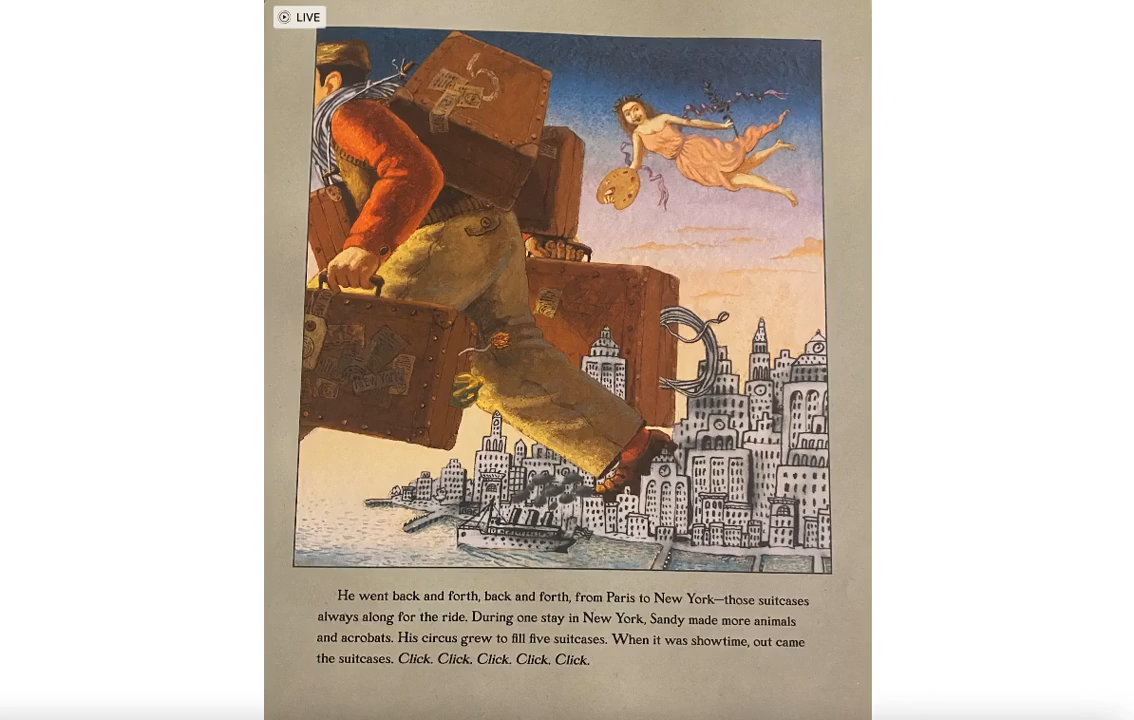 LIVE
NEW YORK
He went back and forth, back and forth, from Paris to New York—those suitcases
always along for the ride. During one stay in New York, Sandy made more animals
and acrobats. His circus grew to fill five suitcases. When it was showtime, out came
the suitcases. Click. Click. Click. Click. Click.